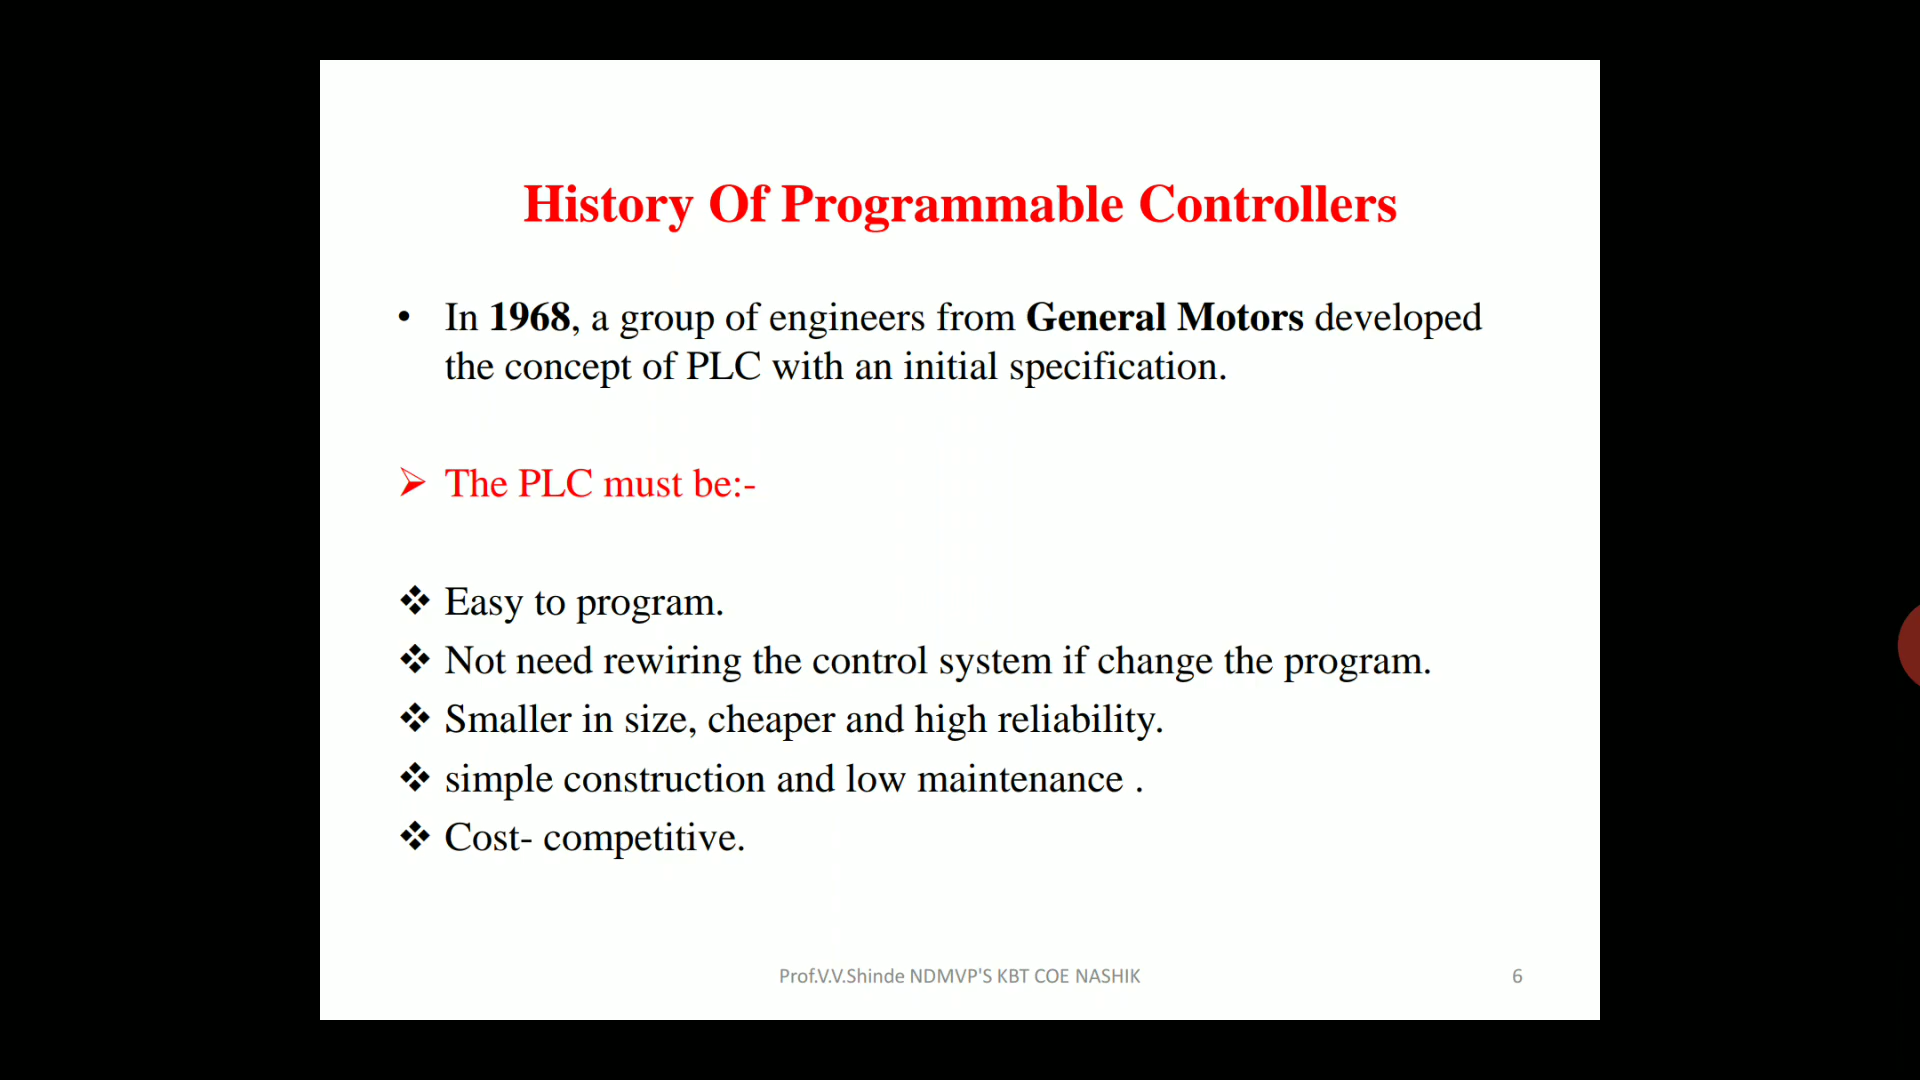 History Of Programmable Controllers
• In 1968, a group of engineers from General Motors developed
the concept of PLC with an initial specification.
➢ The PLC must be:-
❖ Easy to program.
❖ Not need rewiring the control system if change the program.
❖ Smaller in size, cheaper and high reliability.
❖ simple construction and low maintenance .
❖ Cost- competitive.
Prof.V.V.Shinde NDMVP'S KBT COE NASHIK
6